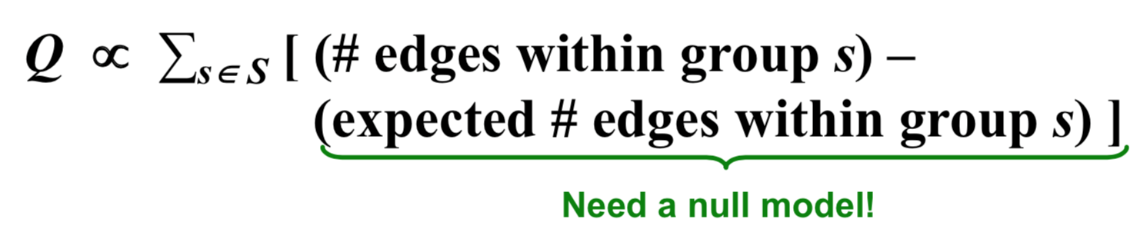 Q ∝ ∑s∈S [ (# edges within group s) –
(expected # edges within group s) ]
Need a null model!